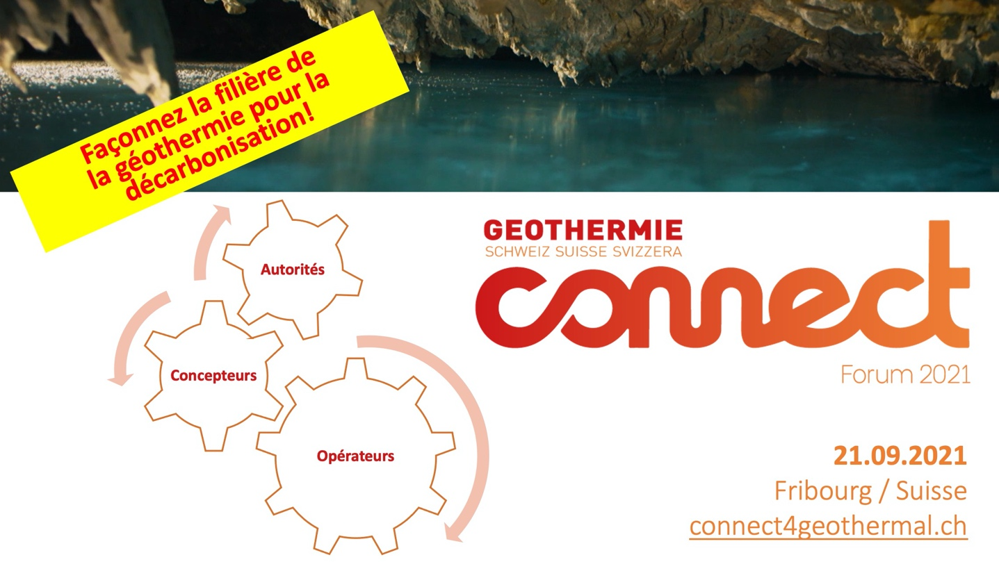 Façonnez la filière de
la géothermie pour la
décarbonisation!
Autorités
Concepteurs
Opérateurs
GEOTHERMIE
SCHWEIZ SUISSE SVIZZERA
connect
Forum 2021
21.09.2021
Fribourg / Suisse
connect4geothermal.ch